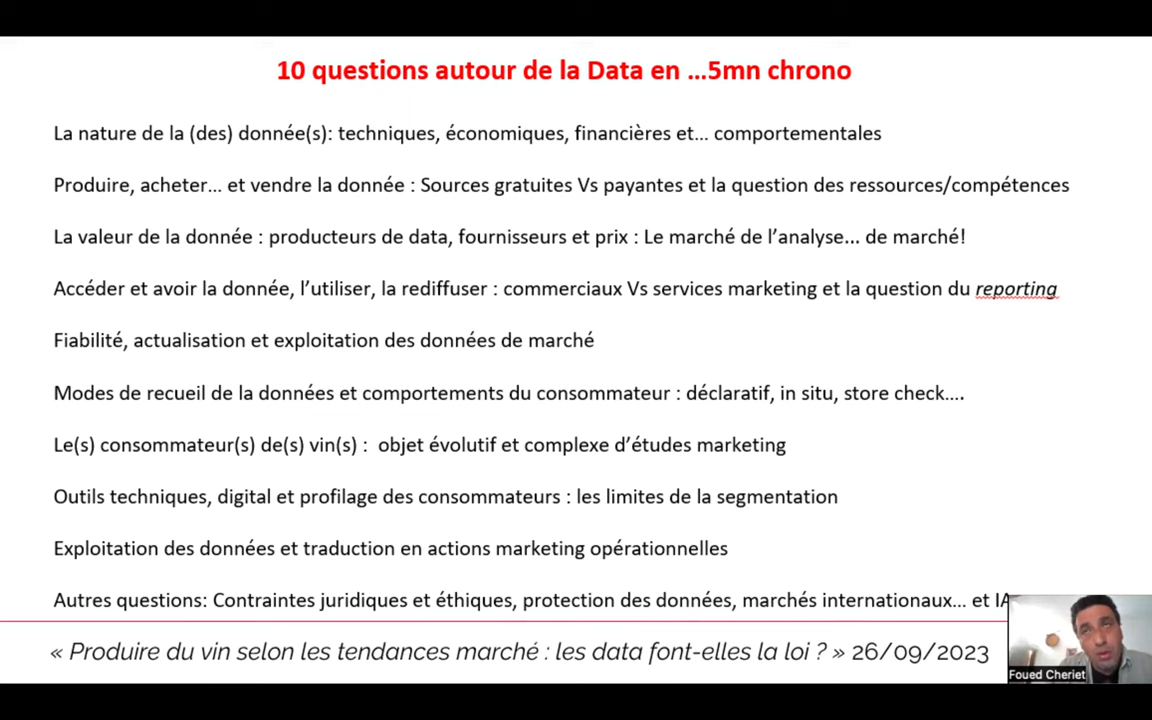 10 questions autour de la Data en …5mn chrono
La nature de la (des) donnée(s): techniques, économiques, financières et… comportementales
Produire, acheter… et vendre la donnée : Sources gratuites Vs payantes et la question des ressources/compétences
La valeur de la donnée : producteurs de data, fournisseurs et prix : Le marché de l’analyse… de marché!
Accéder et avoir la donnée, l’utiliser, la rediffuser : commerciaux Vs services marketing et la question du reporting
Fiabilité, actualisation et exploitation des données de marché
Modes de recueil de la données et comportements du consommateur : déclaratif, in situ, store check….
Le(s) consommateur(s) de(s) vin(s) : objet évolutif et complexe d’études marketing
Outils techniques, digital et profilage des consommateurs : les limites de la segmentation
Exploitation des données et traduction en actions marketing opérationnelles
Autres questions: Contraintes juridiques et éthiques, protection des données, marchés internationaux… et IA
« Produire du vin selon les tendances marché : les data font-elles la loi ? » 26/09/2023
Foued Cheriet